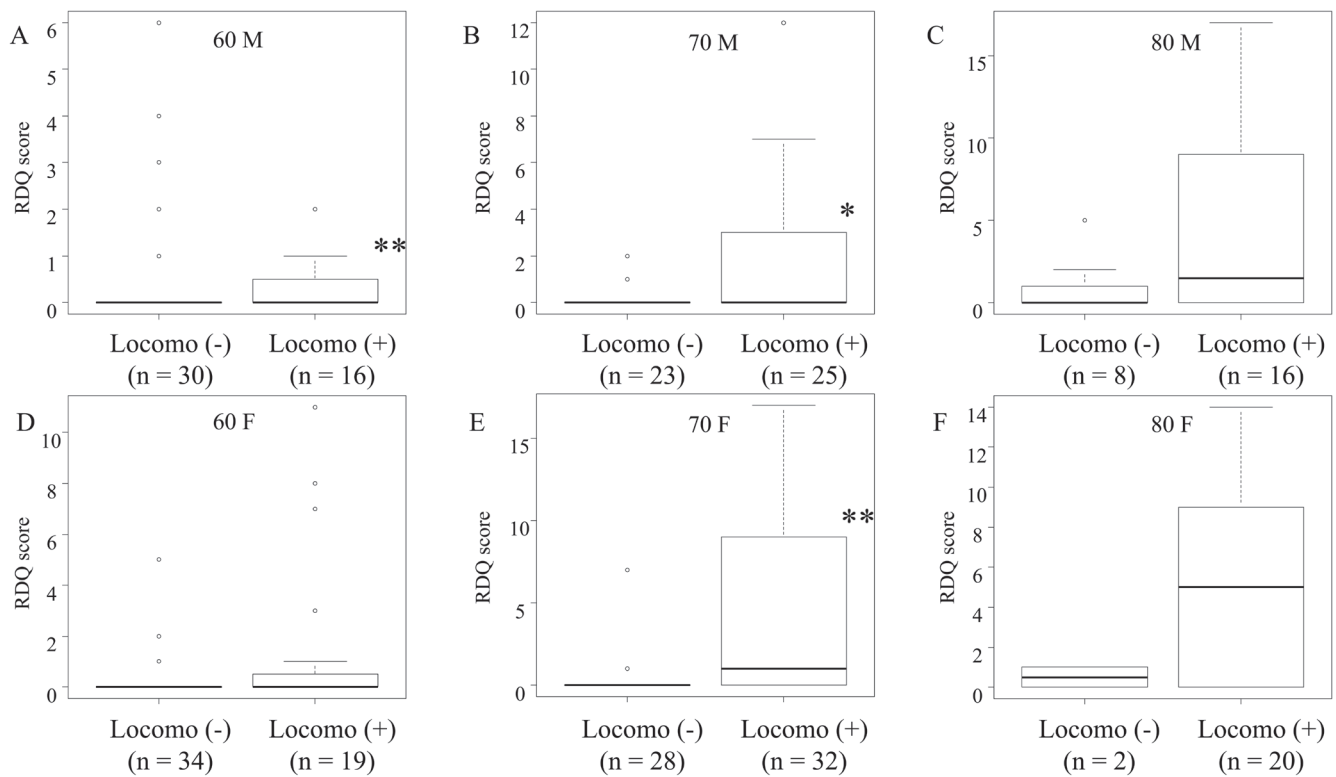 A
60 M
RDQ score
6
5
4
3
2
1
0
**
Locomo (-)
Locomo (+)
(n = 30)
(n = 16)
B
70 M
RDQ score
12
10
8
6
4
2
0
*
Locomo (-)
Locomo (+)
(n = 23)
(n = 25)
C
80 M
RDQ score
15
10
5
0
Locomo (-)
Locomo (+)
(n = 8)
(n = 16)
D
60 F
RDQ score
10
8
6
4
2
0
Locomo (-)
Locomo (+)
(n = 34)
(n = 19)
E
70 F
RDQ score
15
10
5
0
**
Locomo (-)
Locomo (+)
(n = 28)
(n = 32)
F
80 F
RDQ score
14
12
10
8
6
4
2
0
Locomo (-)
Locomo (+)
(n = 2)
(n = 20)